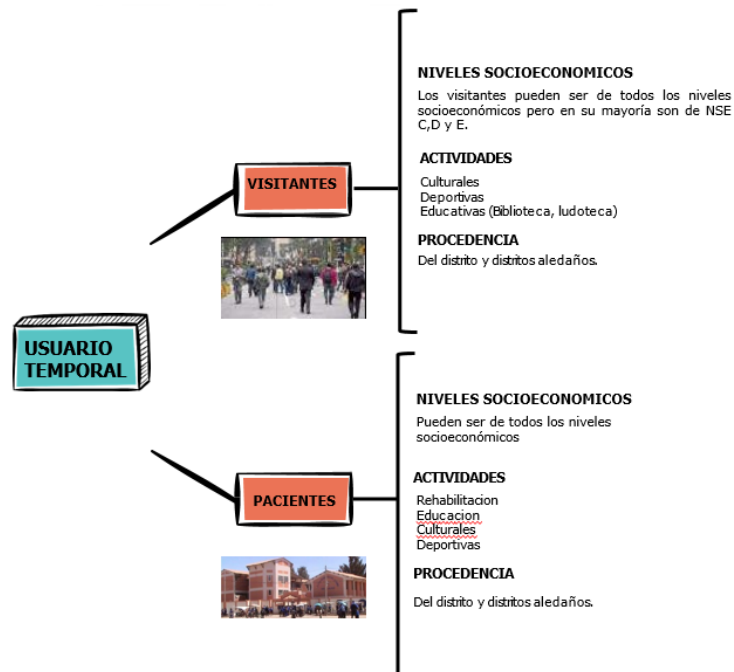 USUARIO
TEMPORAL
VISITANTES
NIVELES SOCIOECONOMICOS
Los visitantes pueden ser de todos los niveles
socioeconómicos pero en su mayoría son de NSE
C,D y E.
ACTIVIDADES
Culturales
Deportivas
Educativas (Biblioteca, ludoteca)
PROCEDENCIA
Del distrito y distritos aledaños.
PACIENTES
NIVELES SOCIOECONOMICOS
Pueden ser de todos los niveles
socioeconómicos
ACTIVIDADES
Rehabilitacion
Educacion
Culturales
Deportivas
PROCEDENCIA
Del distrito y distritos aledaños.